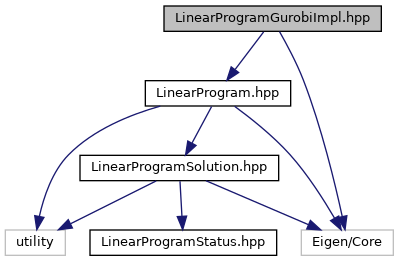 LinearProgramGurobiImpl.hpp
LinearProgram.hpp
LinearProgramSolution.hpp
utility
LinearProgramStatus.hpp
Eigen/Core